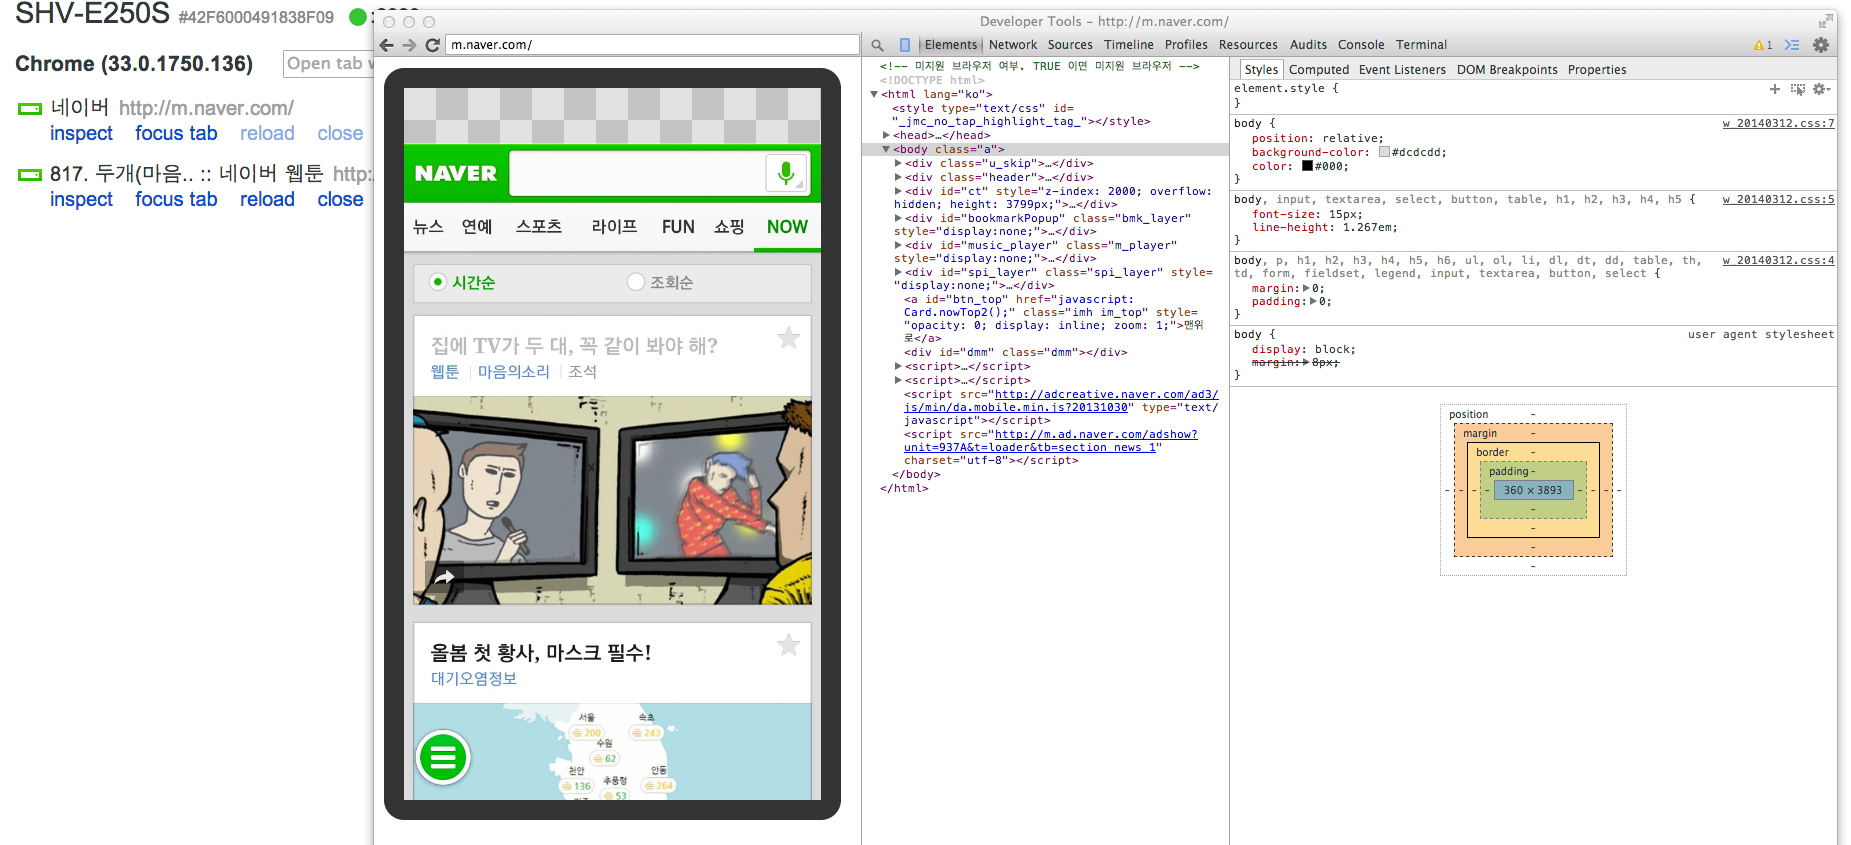 SHV-E250S #42F6000491838F09
Chrome (33.0.1750.136)
Open tab w
네이버 http://m.naver.com/
inspect focus tab reload close
817. 두개(마음.. :: 네이버 웹툰 http:
inspect focus tab reload close
Developer Tools - http://m.naver.com/
m.naver.com/
Elements Network Sources Timeline Profiles Resources Audits Console Terminal
1
NAVER
뉴스 연예 스포츠 라이프 FUN 쇼핑 NOW
시간순 조회순
집에 TV가 두 대, 꼭 같이 봐야 해?
웹툰 마음의소리 조석
올봄 첫 황사, 마스크 필수!
대기오염정보
서울 속초
200 243
수원
62
천안 안동
136 264
추풍령
53
<!-- 미지원 브라우저 여부. TRUE 이면 미지원 브라우저 -->
<!DOCTYPE html>
<html lang="ko">
<style type="text/css" id=
"_jmc_no_tap_highlight_tag_"></style>
<head>…</head>
<body class="a">
<div class="u_skip">…</div>
<div class="header">…</div>
<div id="ct" style="z-index: 2000; overflow:
hidden; height: 3799px;">…</div>
<div id="bookmarkPopup" class="bmk_layer"
style="display:none;">…</div>
<div id="music_player" class="m_player"
style="display:none;">…</div>
<div id="spi_layer" class="spi_layer" style=
"display:none;">…</div>
<a id="btn_top" href="javascript:
Card.nowTop2();" class="imh im_top" style=
"opacity: 0; display: inline; zoom: 1;">맨위
로</a>
<div id="dmm" class="dmm"></div>
<script>…</script>
<script>…</script>
<script src="http://adcreative.naver.com/ad3/
js/min/da.mobile.min.js?20131030" type="text/
javascript"></script>
<script src="http://m.ad.naver.com/adshow?
unit=937A&t=loader&tb=section_news_1"
charset="utf-8"></script>
</body>
</html>
Styles Computed Event Listeners DOM Breakpoints Properties
element.style {
}
body { w_20140312.css:7
position: relative;
background-color: #dcdcdd;
color: #000;
}
body, input, textarea, select, button, table, h1, h2, h3, h4, h5 { w_20140312.css:5
font-size: 15px;
line-height: 1.267em;
}
body, p, h1, h2, h3, h4, h5, h6, ul, ol, li, dl, dt, dd, table, th, w_20140312.css:4
td, form, fieldset, legend, input, textarea, button, select {
margin: 0;
padding: 0;
}
body { user agent stylesheet
display: block;
margin: 8px;
}
position -
margin -
border -
padding -
- - - - 360 × 3893 - - - -
-
-
-
-